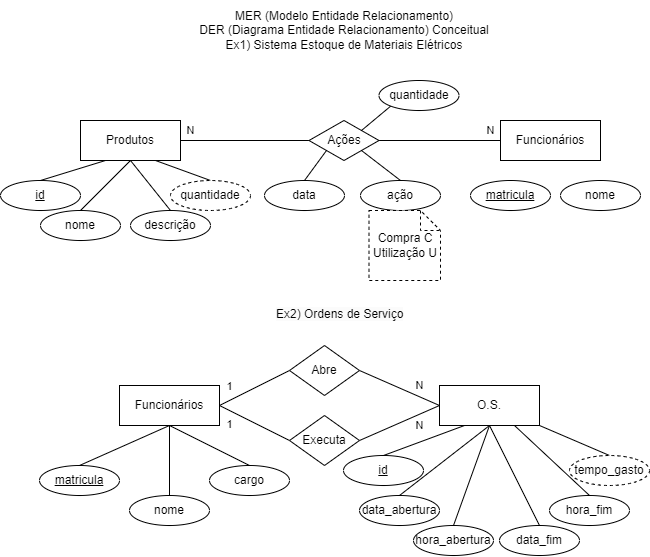 MER (Modelo Entidade Relacionamento)
DER (Diagrama Entidade Relacionamento) Conceitual
Ex1) Sistema Estoque de Materiais Elétricos
quantidade
Produtos
N
Ações
N
Funcionários
id
quantidade
data
ação
matricula
nome
nome
descrição
Compra C
Utilização U
Ex2) Ordens de Serviço
Abre
1
N
Funcionários
O.S.
1
N
Executa
matricula
cargo
id
tempo_gasto
nome
data_abertura
hora_fim
hora_abertura
data_fim